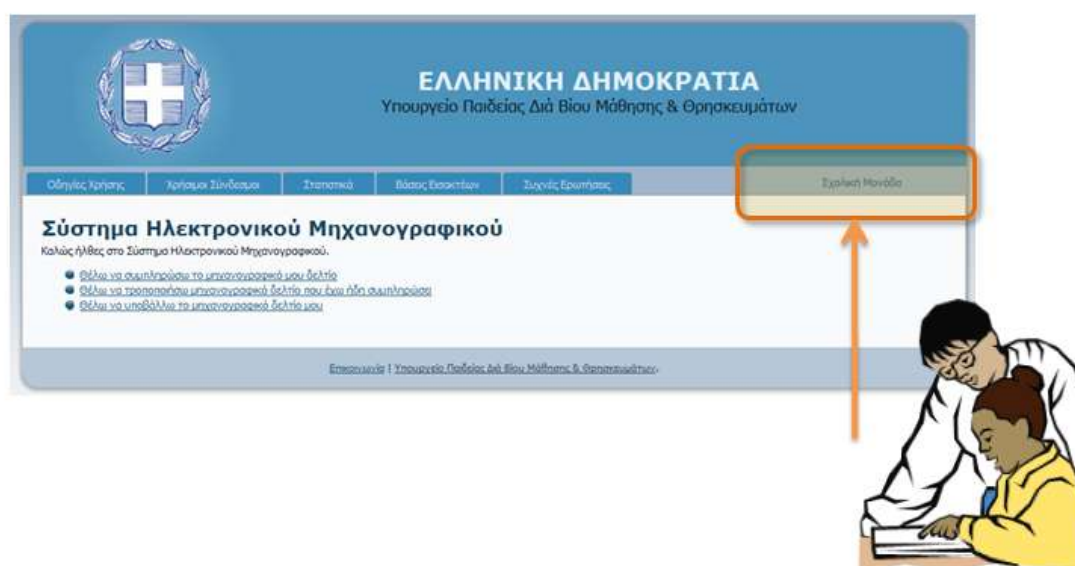 ΕΛΛΗΝΙΚΗ ΔΗΜΟΚΡΑΤΙΑ
Υπουργείο Παιδείας Διά Βίου Μάθησης & Θρησκευμάτων
Οδηγίες Χρήσης Χρήσιμοι Σύνδεσμοι Στατιστικά Βάσεις Εισακτέων Συχνές Ερωτήσεις Σχολική Μονάδα
Σύστημα Ηλεκτρονικού Μηχανογραφικού
Καλώς ήλθες στο Σύστημα Ηλεκτρονικού Μηχανογραφικού.
Θέλω να συμπληρώσω το μηχανογραφικό μου δελτίο
Θέλω να τροποποιήσω μηχανογραφικό δελτίο που έχω ήδη συμπληρώσει
Θέλω να υποβάλλω το μηχανογραφικό δελτίο μου
Επικοινωνία | Υπουργείο Παιδείας Διά Βίου Μάθησης & Θρησκευμάτων.